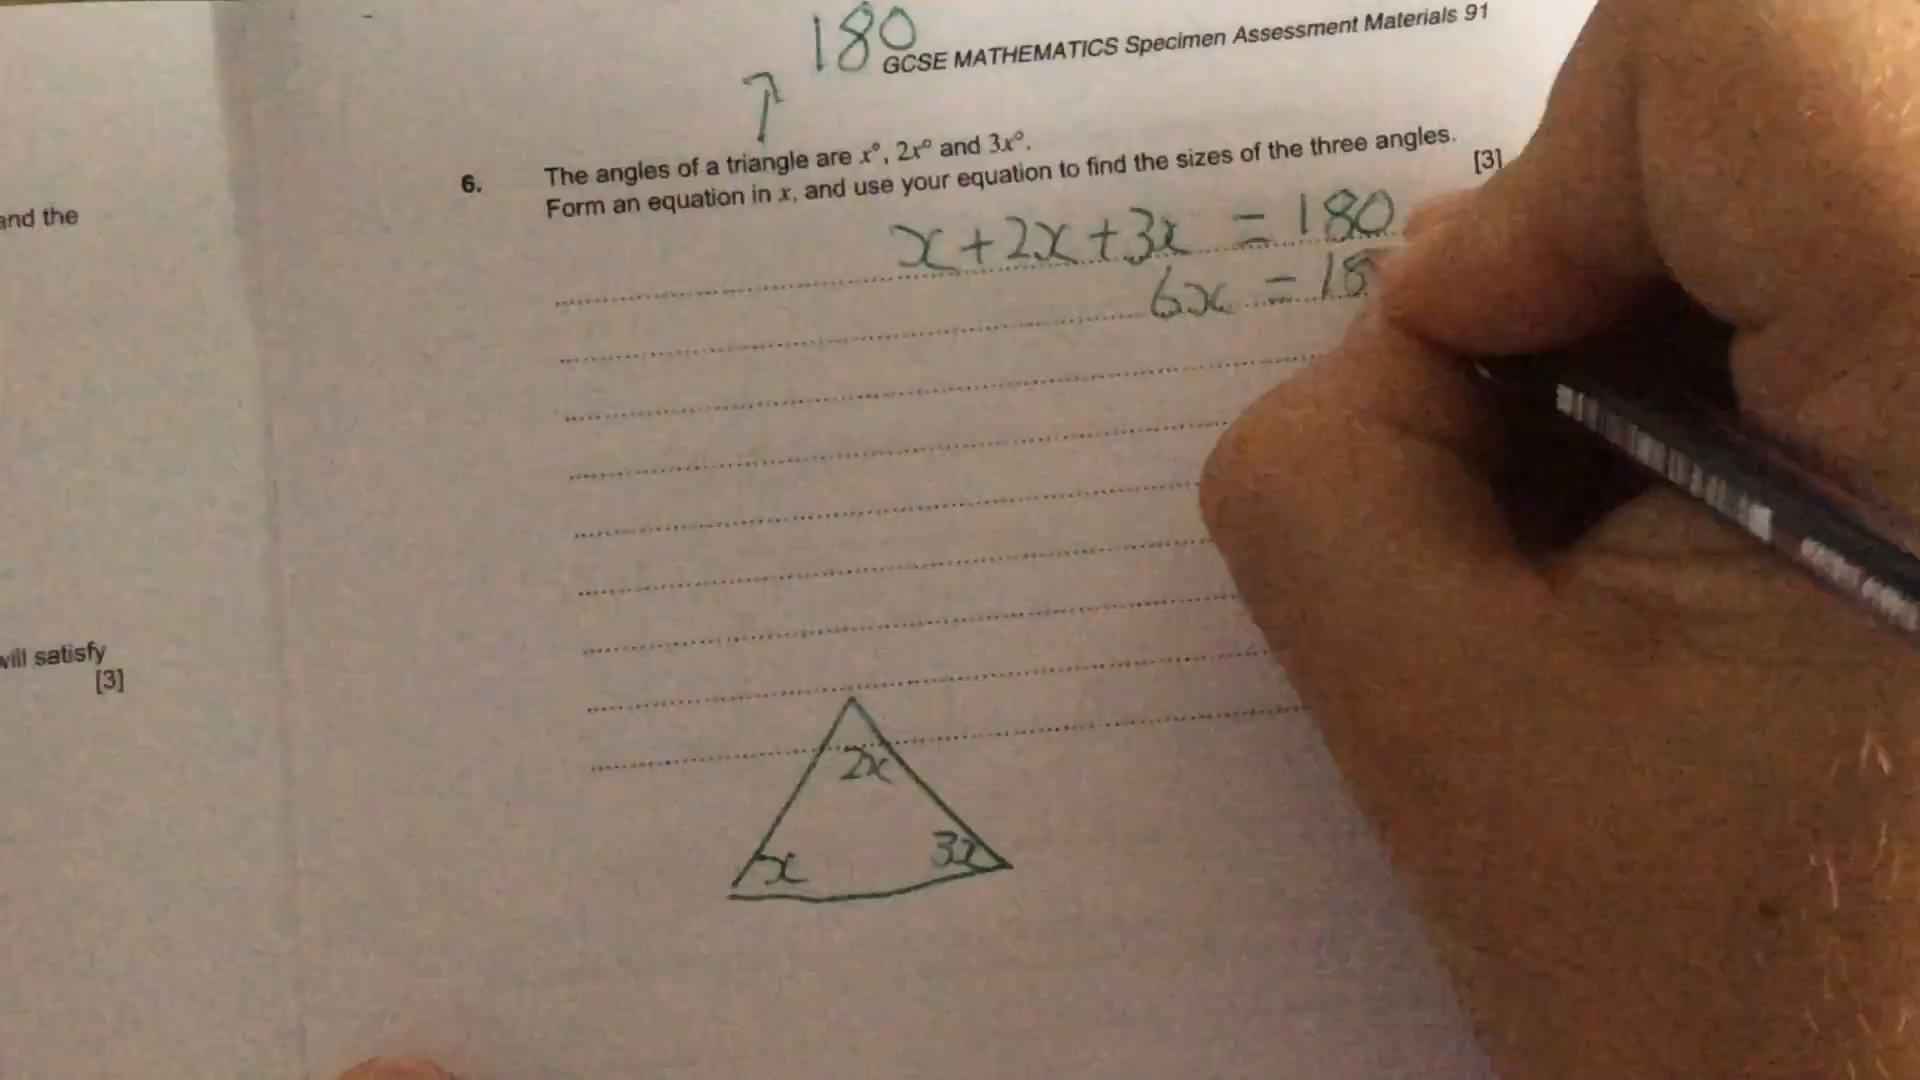 180
GCSE MATHEMATICS Specimen Assessment Materials 91
6. The angles of a triangle are x°, 2x° and 3x°.
Form an equation in x, and use your equation to find the sizes of the three angles.
[3]
x + 2x + 3x = 180
6x = 18
and the
will satisfy
[3]
2x
x
3x